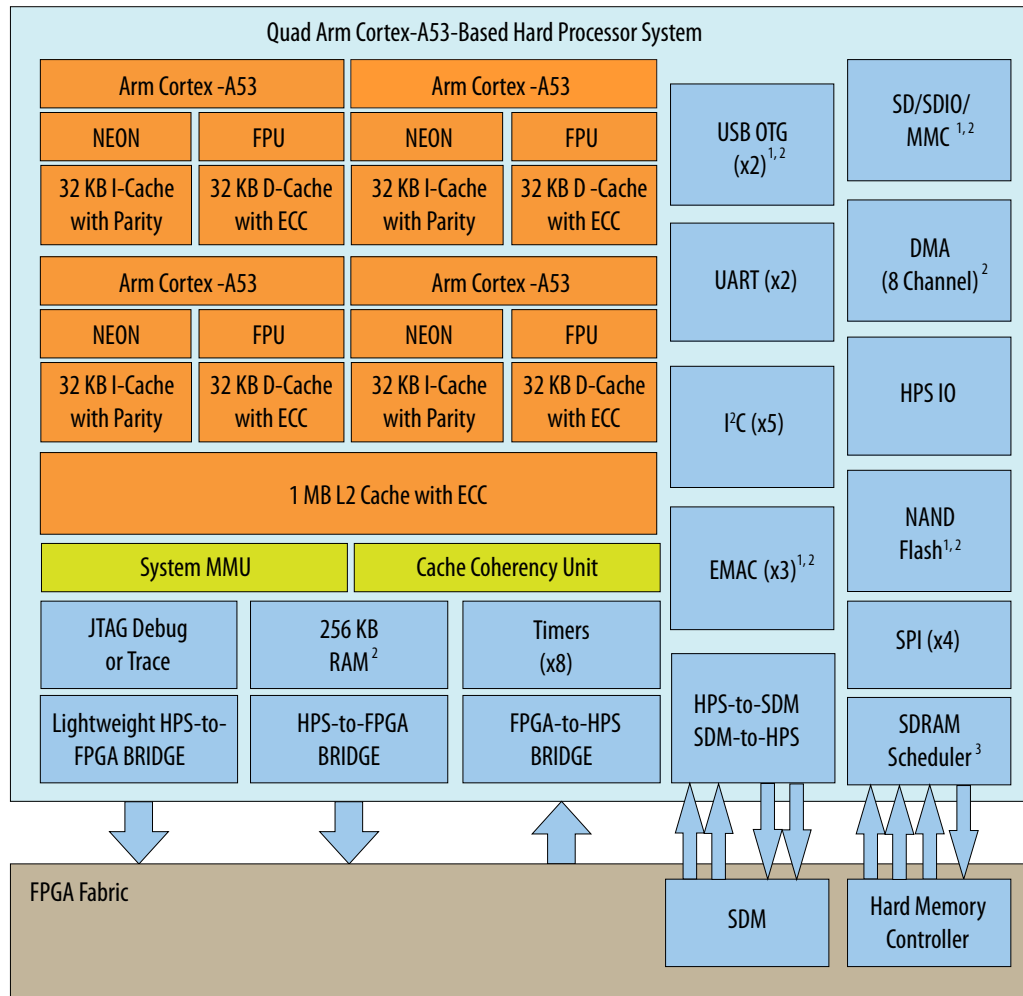 Quad Arm Cortex-A53-Based Hard Processor System
Arm Cortex -A53
Arm Cortex -A53
NEON
FPU
NEON
FPU
32 KB I-Cache
with Parity
32 KB D-Cache
with ECC
32 KB I-Cache
with Parity
32 KB D -Cache
with ECC
Arm Cortex -A53
Arm Cortex -A53
NEON
FPU
NEON
FPU
32 KB I-Cache
with Parity
32 KB D-Cache
with ECC
32 KB I-Cache
with Parity
32 KB D-Cache
with ECC
1 MB L2 Cache with ECC
System MMU
Cache Coherency Unit
JTAG Debug
or Trace
256 KB
RAM 2
Timers
(x8)
Lightweight HPS-to-
FPGA BRIDGE
HPS-to-FPGA
BRIDGE
FPGA-to-HPS
BRIDGE
USB OTG
(x2) 1, 2
UART (x2)
I2C (x5)
EMAC (x3) 1, 2
HPS-to-SDM
SDM-to-HPS
SD/SDIO/
MMC 1, 2
DMA
(8 Channel) 2
HPS IO
NAND
Flash 1, 2
SPI (x4)
SDRAM
Scheduler 3
FPGA Fabric
SDM
Hard Memory
Controller